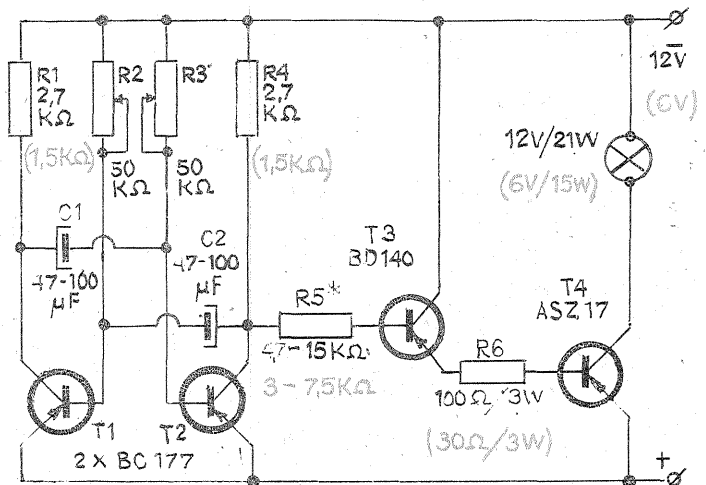 R1
2,7
KΩ
(1,5KΩ)
R2
50
KΩ
R3
50
KΩ
R4
2,7
KΩ
(1,5KΩ)
12V
(6V)
12V/21W
(6V/15W)
C1
47-100
μF
C2
47-100
μF
T3
BD140
R5*
4,7-15KΩ
3-7,5KΩ
T4
ASZ17
R6
100Ω 3W
(30Ω/3W)
T1
T2
2 x BC 177
+